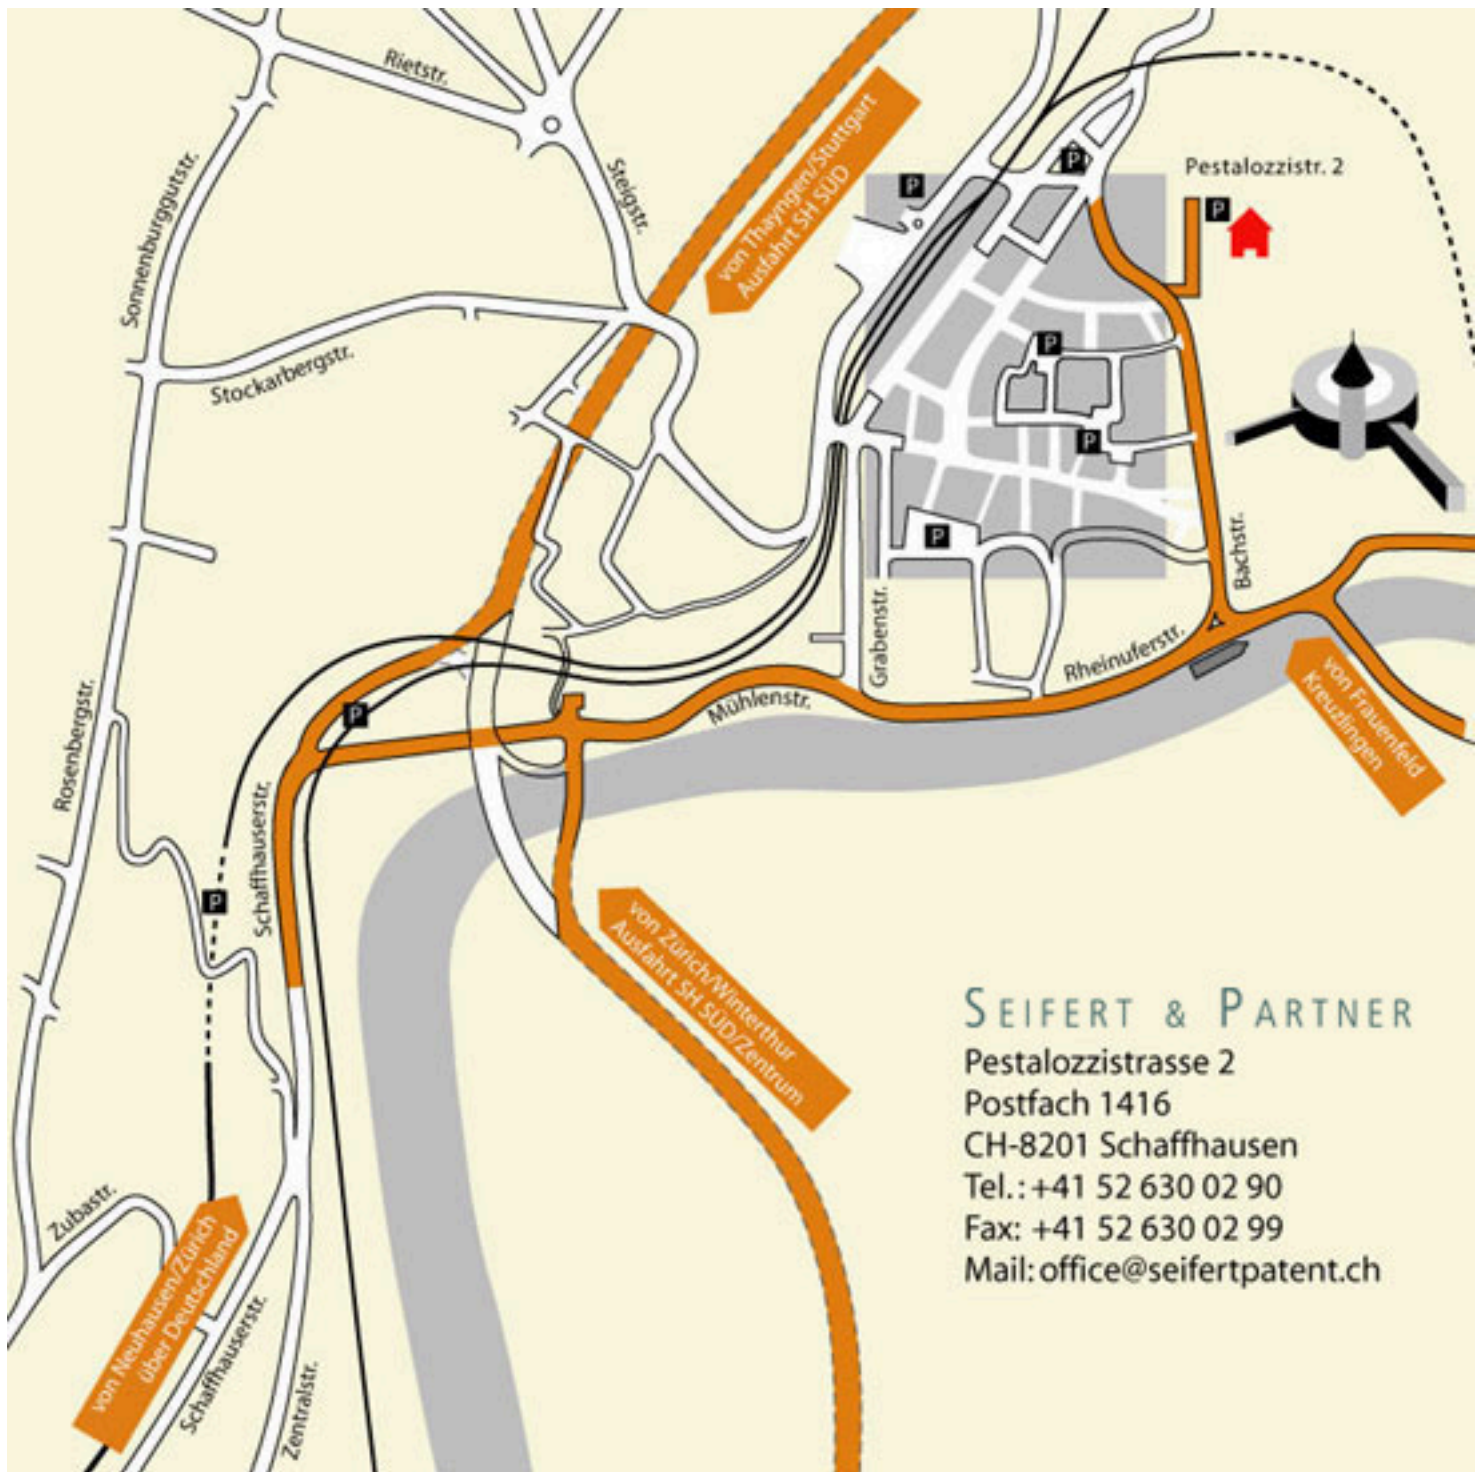 Rietstr.
Steigstr.
Sonnenburggutstr.
von Thayngen/Stuttgart
Ausfahrt SH SÜD
P
P
Pestalozzistr. 2
P
Stockarbergstr.
P
P
P
Bachstr.
Grabenstr.
Rheinuferstr.
Mühlenstr.
von Frauenfeld
Kreuzlingen
Rosenbergstr.
P
Schaffhauserstr.
P
von Zürich/Winterthur
Ausfahrt SH SÜD/Zentrum
SEIFERT & PARTNER
Pestalozzistrasse 2
Postfach 1416
CH-8201 Schaffhausen
Tel.: +41 52 630 02 90
Fax: +41 52 630 02 99
Mail: office@seifertpatent.ch
Zubastr.
von Neuhausen/Zürich
über Deutschland
Schaffhauserstr.
Zentralstr.